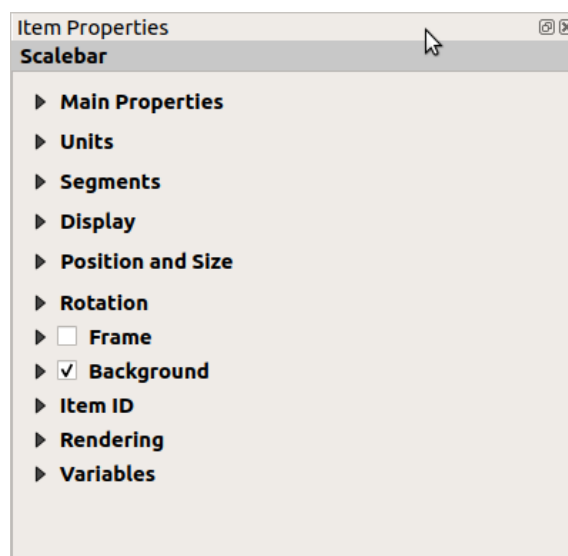 Item Properties
Scalebar
Main Properties
Units
Segments
Display
Position and Size
Rotation
Frame
Background
Item ID
Rendering
Variables